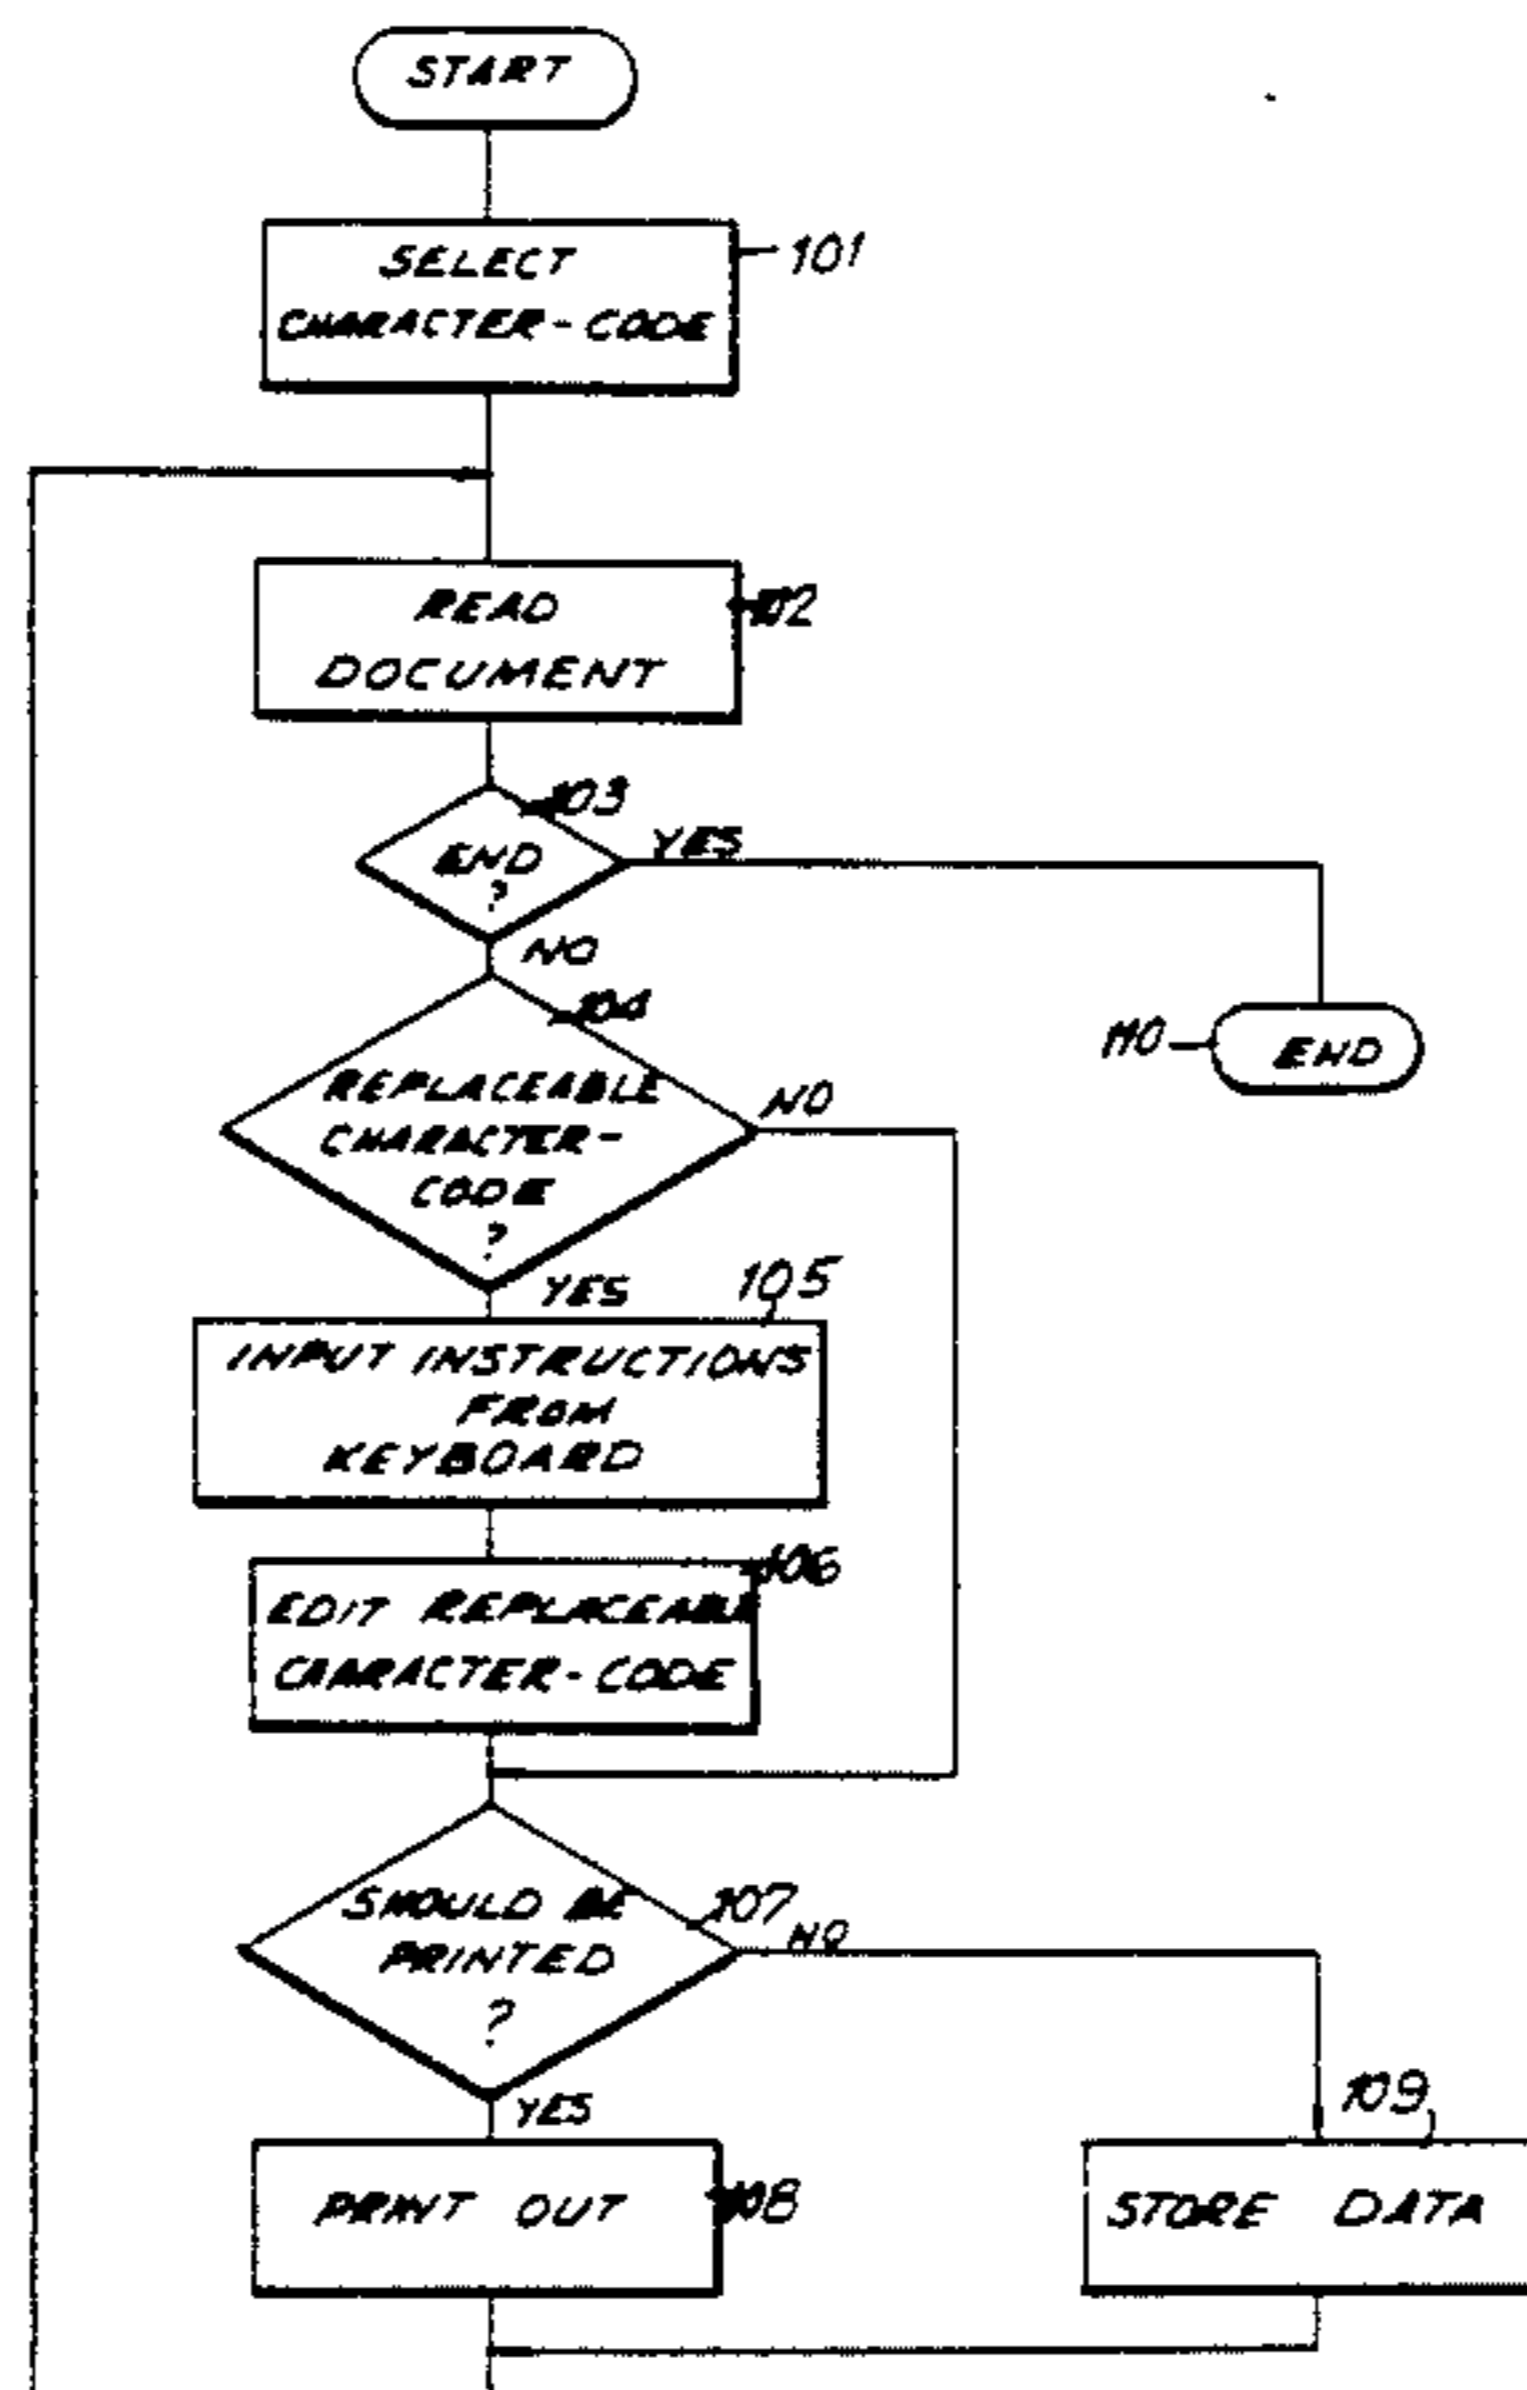 START
SELECT
CHARACTER-CODE
101
READ
DOCUMENT
102
103
END
?
YES
NO
104
REPLACEABLE
CHARACTER-
CODE
?
NO
110
END
YES
105
INPUT INSTRUCTIONS
FROM
KEYBOARD
106
EDIT REPLACEABLE
CHARACTER-CODE
SHOULD BE
PRINTED
?
107
NO
YES
109
PRINT OUT
108
STORE DATA